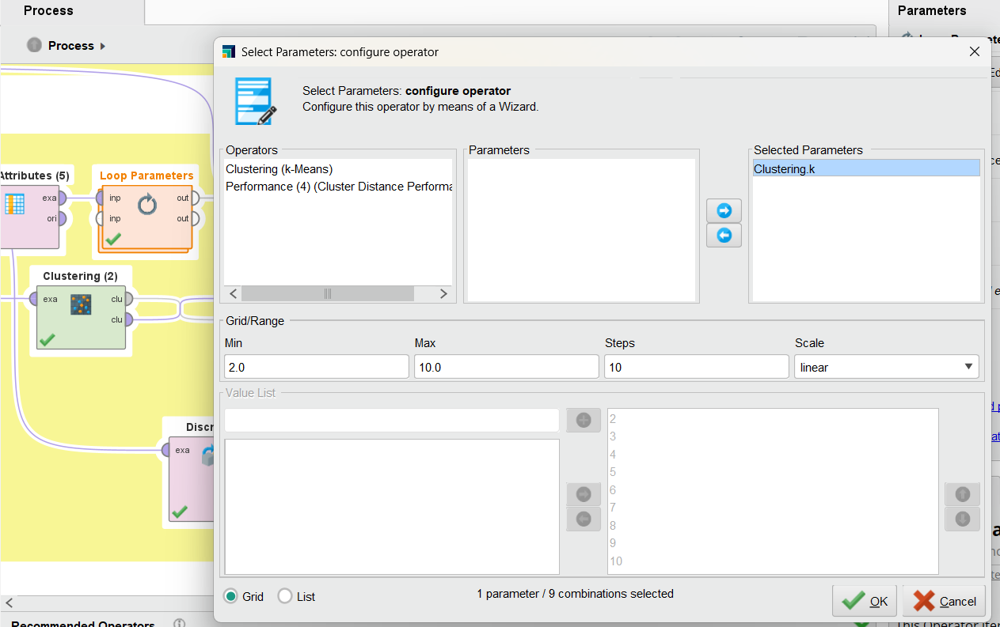 Process
Parameters
Process
Select Parameters: configure operator
Select Parameters: configure operator
Configure this operator by means of a Wizard.
Operators
Parameters
Selected Parameters
Clustering (k-Means)
Performance (4) (Cluster Distance Performa
Clustering.k
Attributes (5)
exa
ori
Loop Parameters
inp
out
inp
out
Clustering (2)
exa
clu
clu
Discr
exa
Grid/Range
Min
Max
Steps
Scale
2.0
10.0
10
linear
Value List
2
3
4
5
6
7
8
9
10
Grid
List
1 parameter / 9 combinations selected
OK
Cancel
Recommended Operators